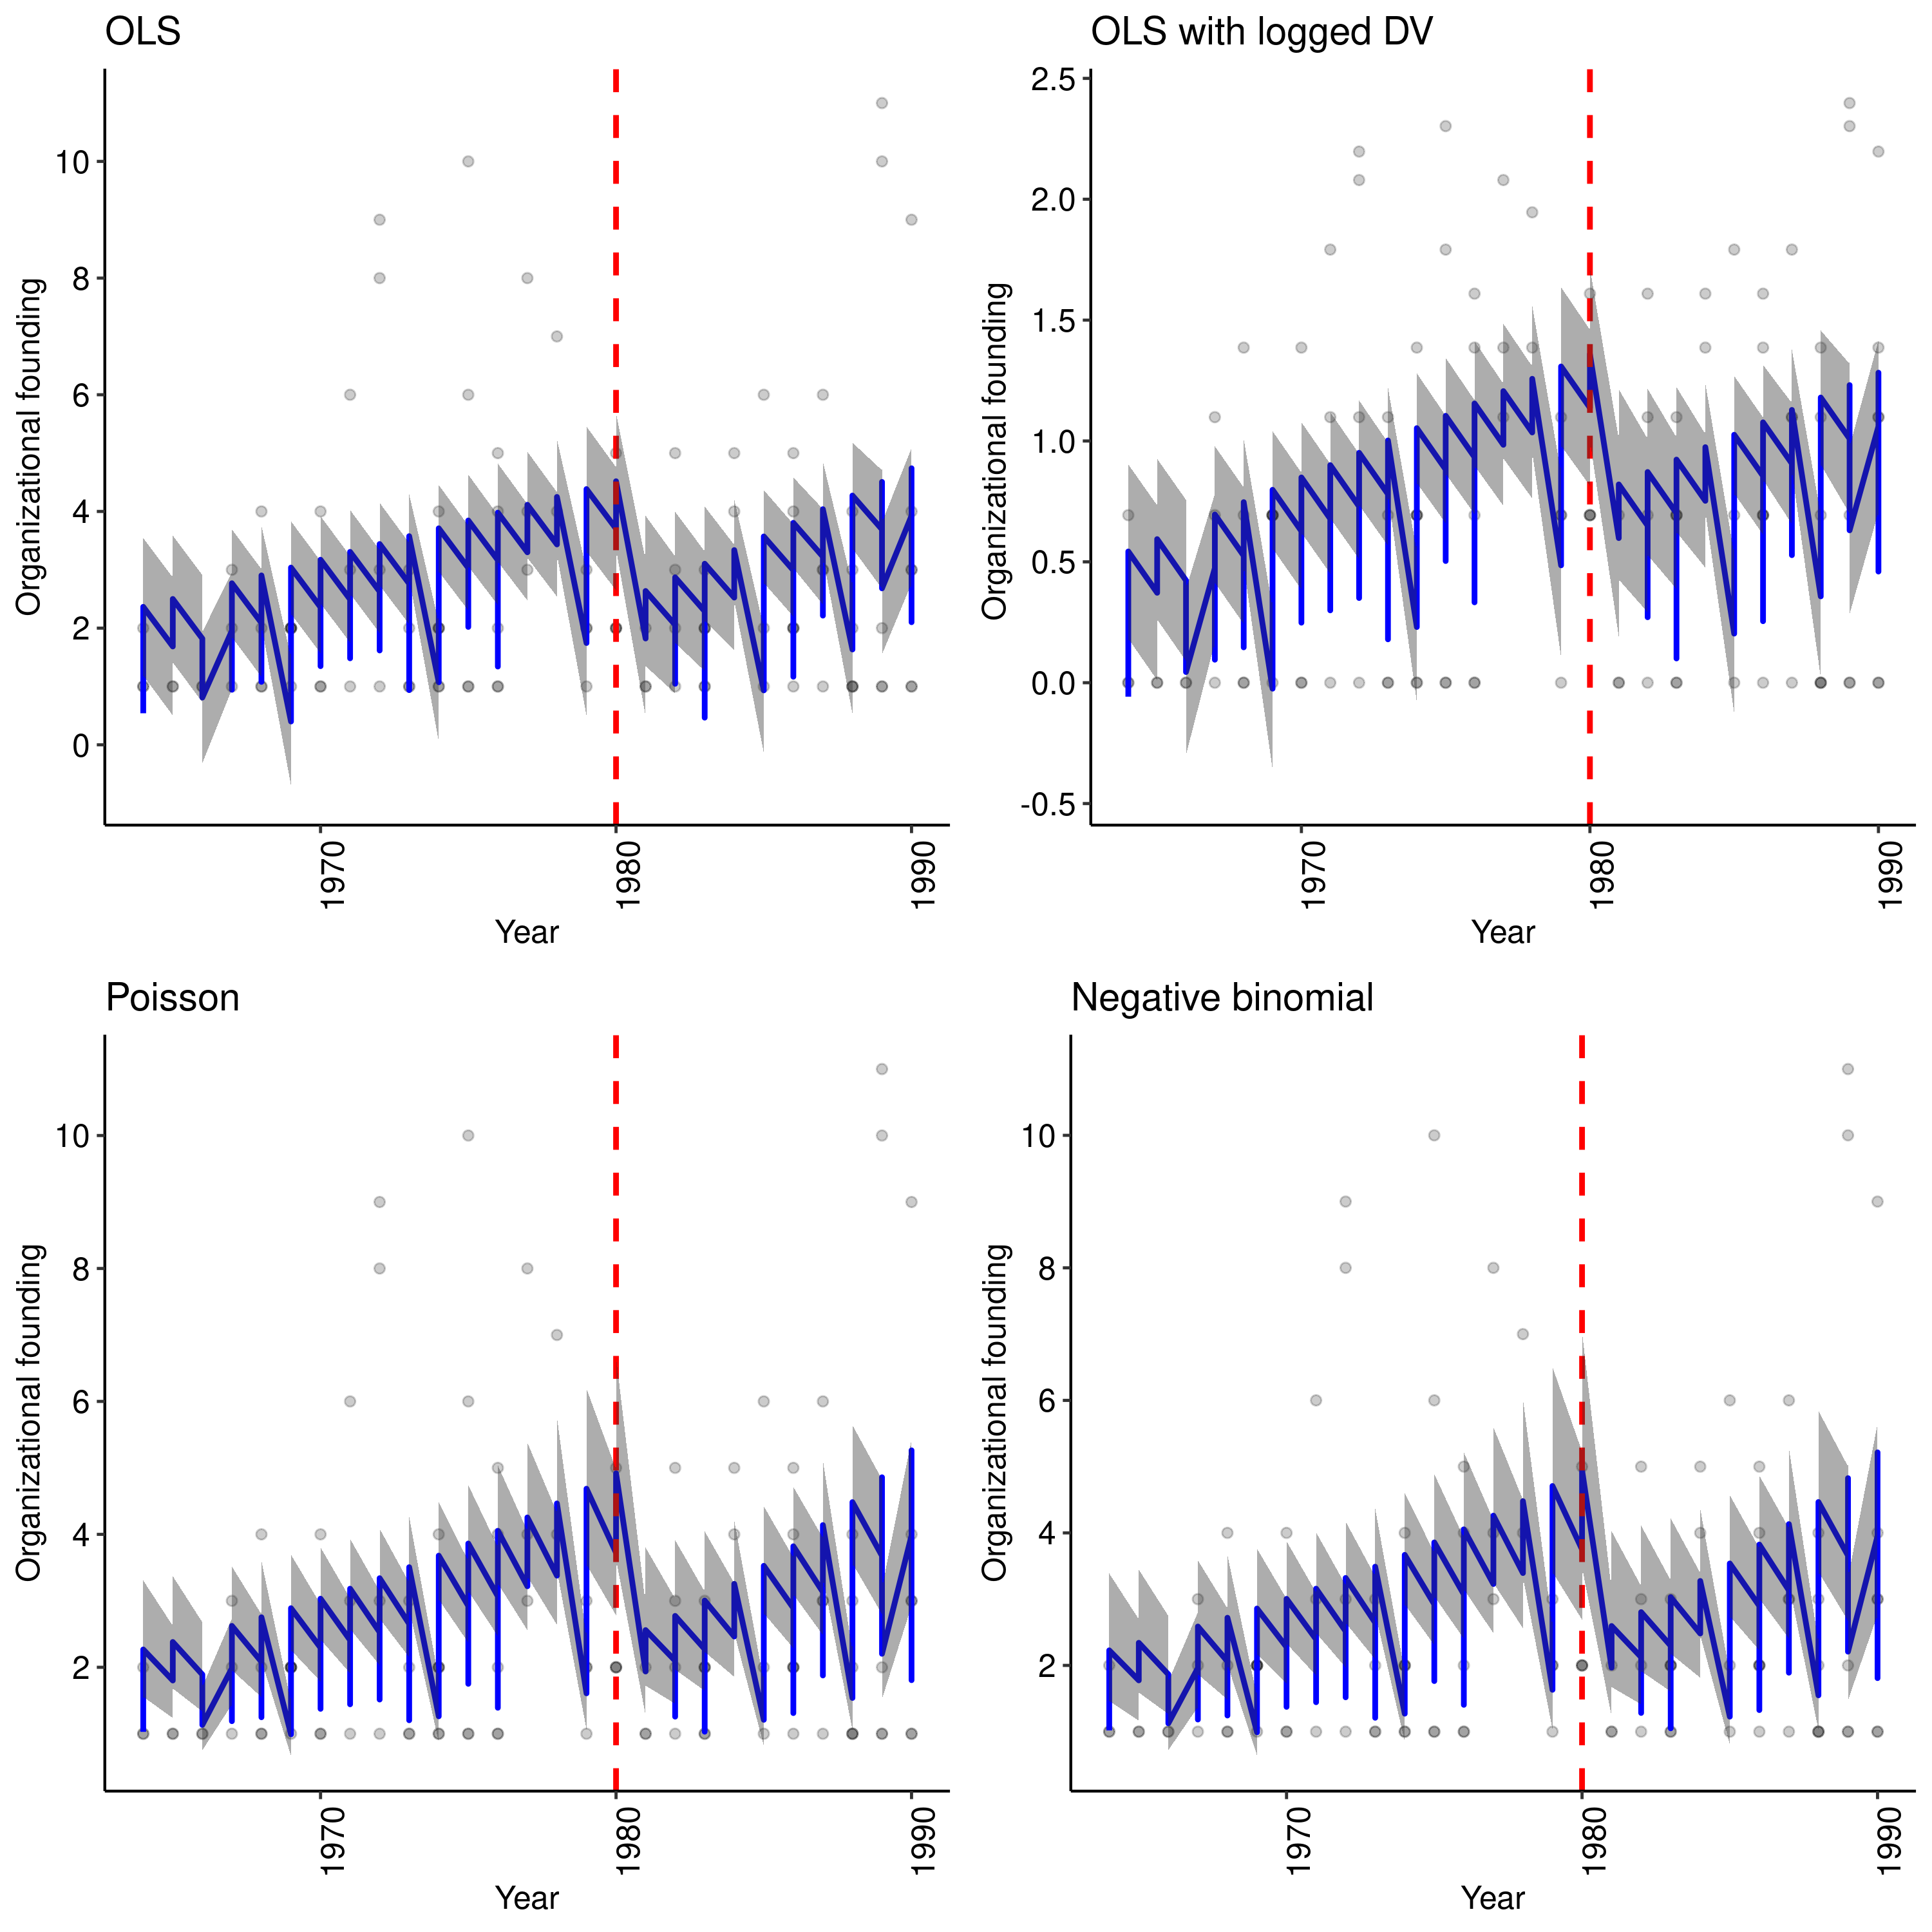 OLS
Organizational founding
10
8
6
4
2
0
1970
1980
1990
Year
OLS with logged DV
Organizational founding
2.5
2.0
1.5
1.0
0.5
0.0
-0.5
1970
1980
1990
Year
Poisson
Organizational founding
10
8
6
4
2
1970
1980
1990
Year
Negative binomial
Organizational founding
10
8
6
4
2
1970
1980
1990
Year